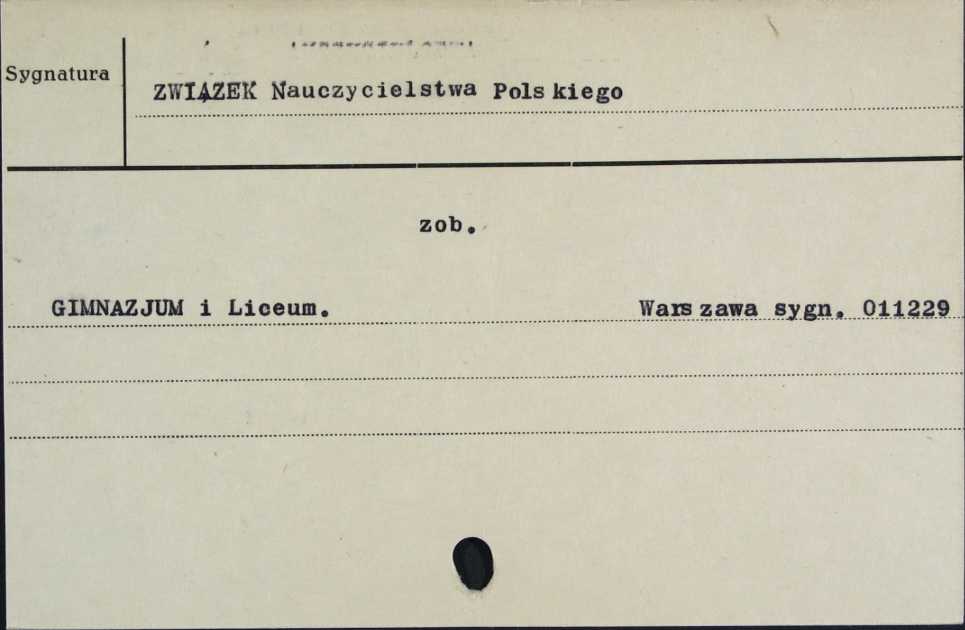 Sygnatura
ZWIĄZEK Nauczycielstwa Polskiego
zob.
GIMNAZJUM i Liceum. Warszawa sygn. 011229